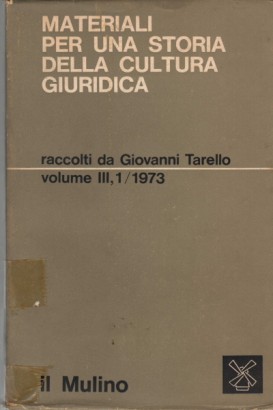 MATERIALI
PER UNA STORIA
DELLA CULTURA
GIURIDICA
raccolti da Giovanni Tarello
volume III,1/1973
il Mulino